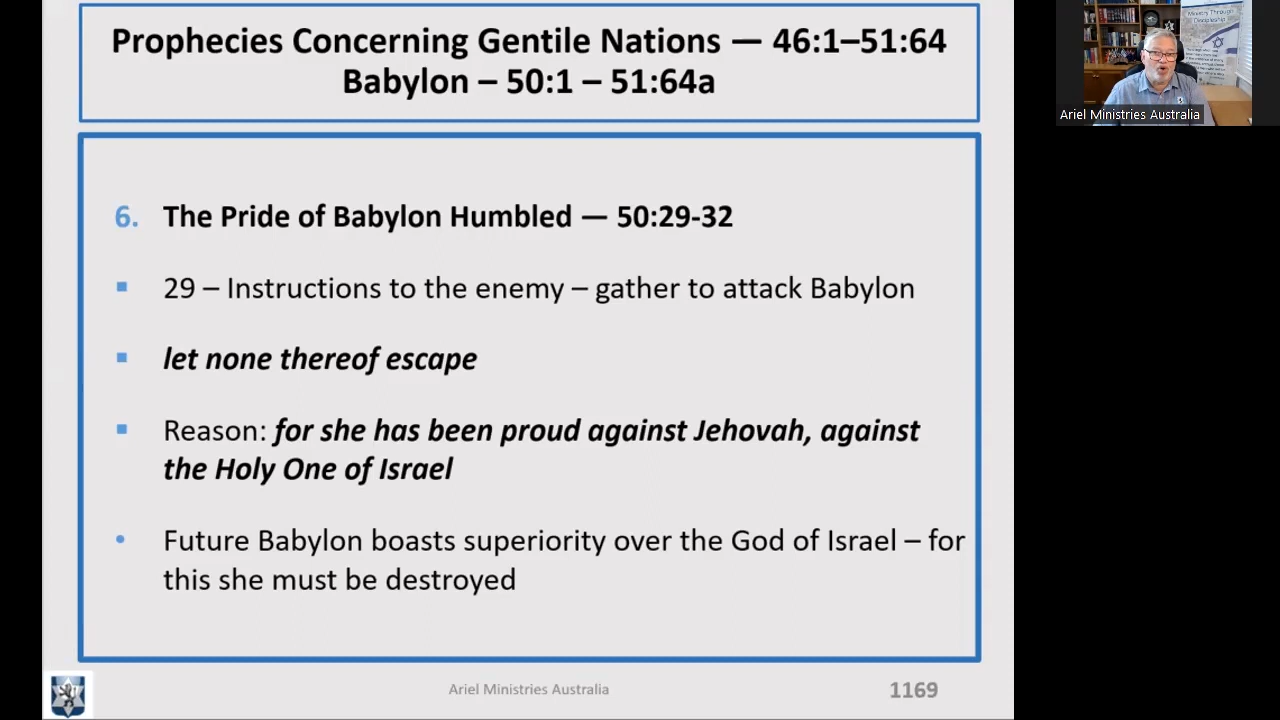 Prophecies Concerning Gentile Nations — 46:1–51:64
Babylon – 50:1 – 51:64a
6. The Pride of Babylon Humbled — 50:29-32
▪ 29 – Instructions to the enemy – gather to attack Babylon
▪ let none thereof escape
▪ Reason: for she has been proud against Jehovah, against
the Holy One of Israel
• Future Babylon boasts superiority over the God of Israel – for
this she must be destroyed
Ariel Ministries Australia
1169
Ministry Through
Discipleship
Ariel Ministries Australia